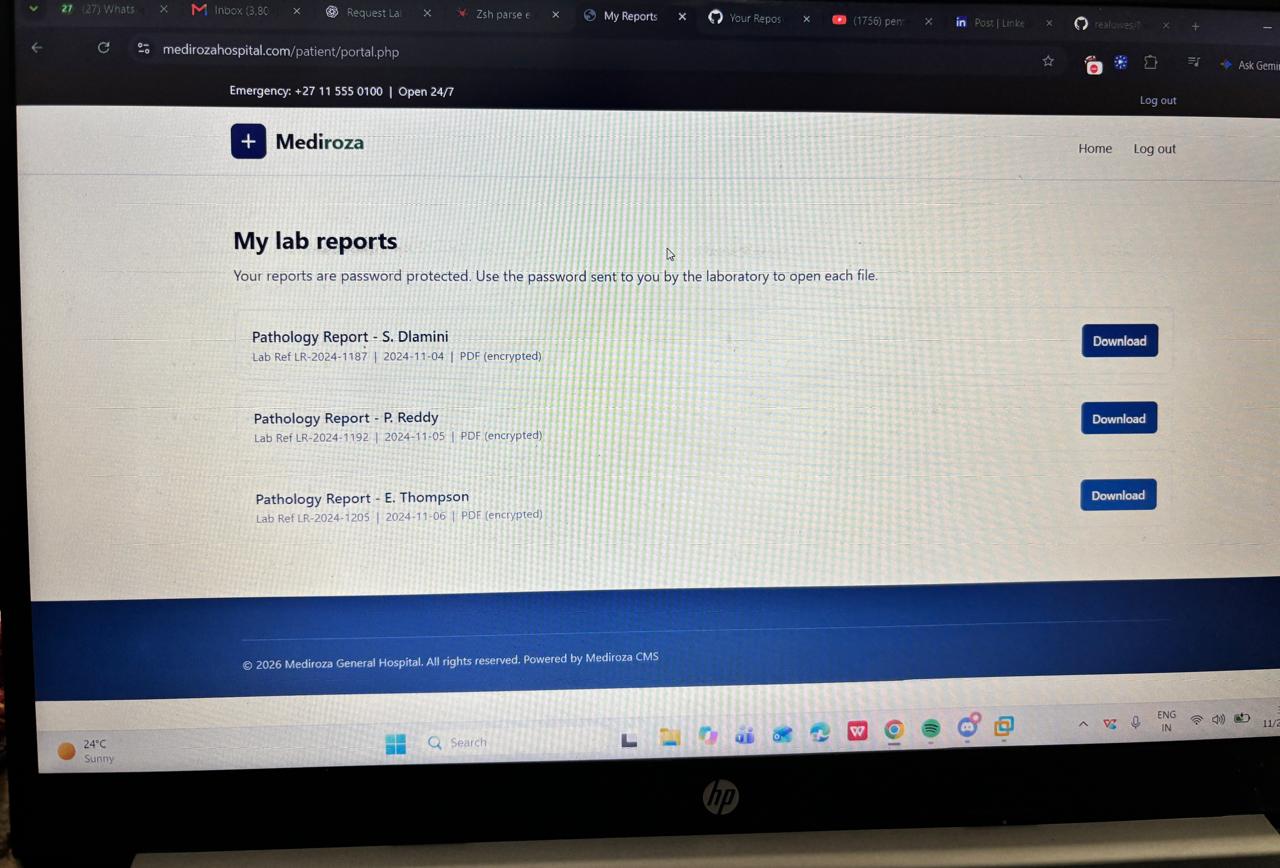 27 (27) Whats
Inbox (3,80
Request La
Zsh parse e
My Reports
Your Repos
(1756) pen
in Post | Linke
medirozahospital.com/patient/portal.php
Ask Gemi
Emergency: +27 11 555 0100 | Open 24/7
Log out
+ Mediroza
Home Log out
My lab reports
Your reports are password protected. Use the password sent to you by the laboratory to open each file.
Pathology Report - S. Dlamini
Lab Ref LR-2024-1187 | 2024-11-04 | PDF (encrypted)
Download
Pathology Report - P. Reddy
Lab Ref LR-2024-1192 | 2024-11-05 | PDF (encrypted)
Download
Pathology Report - E. Thompson
Lab Ref LR-2024-1205 | 2024-11-06 | PDF (encrypted)
Download
© 2026 Mediroza General Hospital. All rights reserved. Powered by Mediroza CMS
24°C
Sunny
Search
ENG
IN
11/2
hp